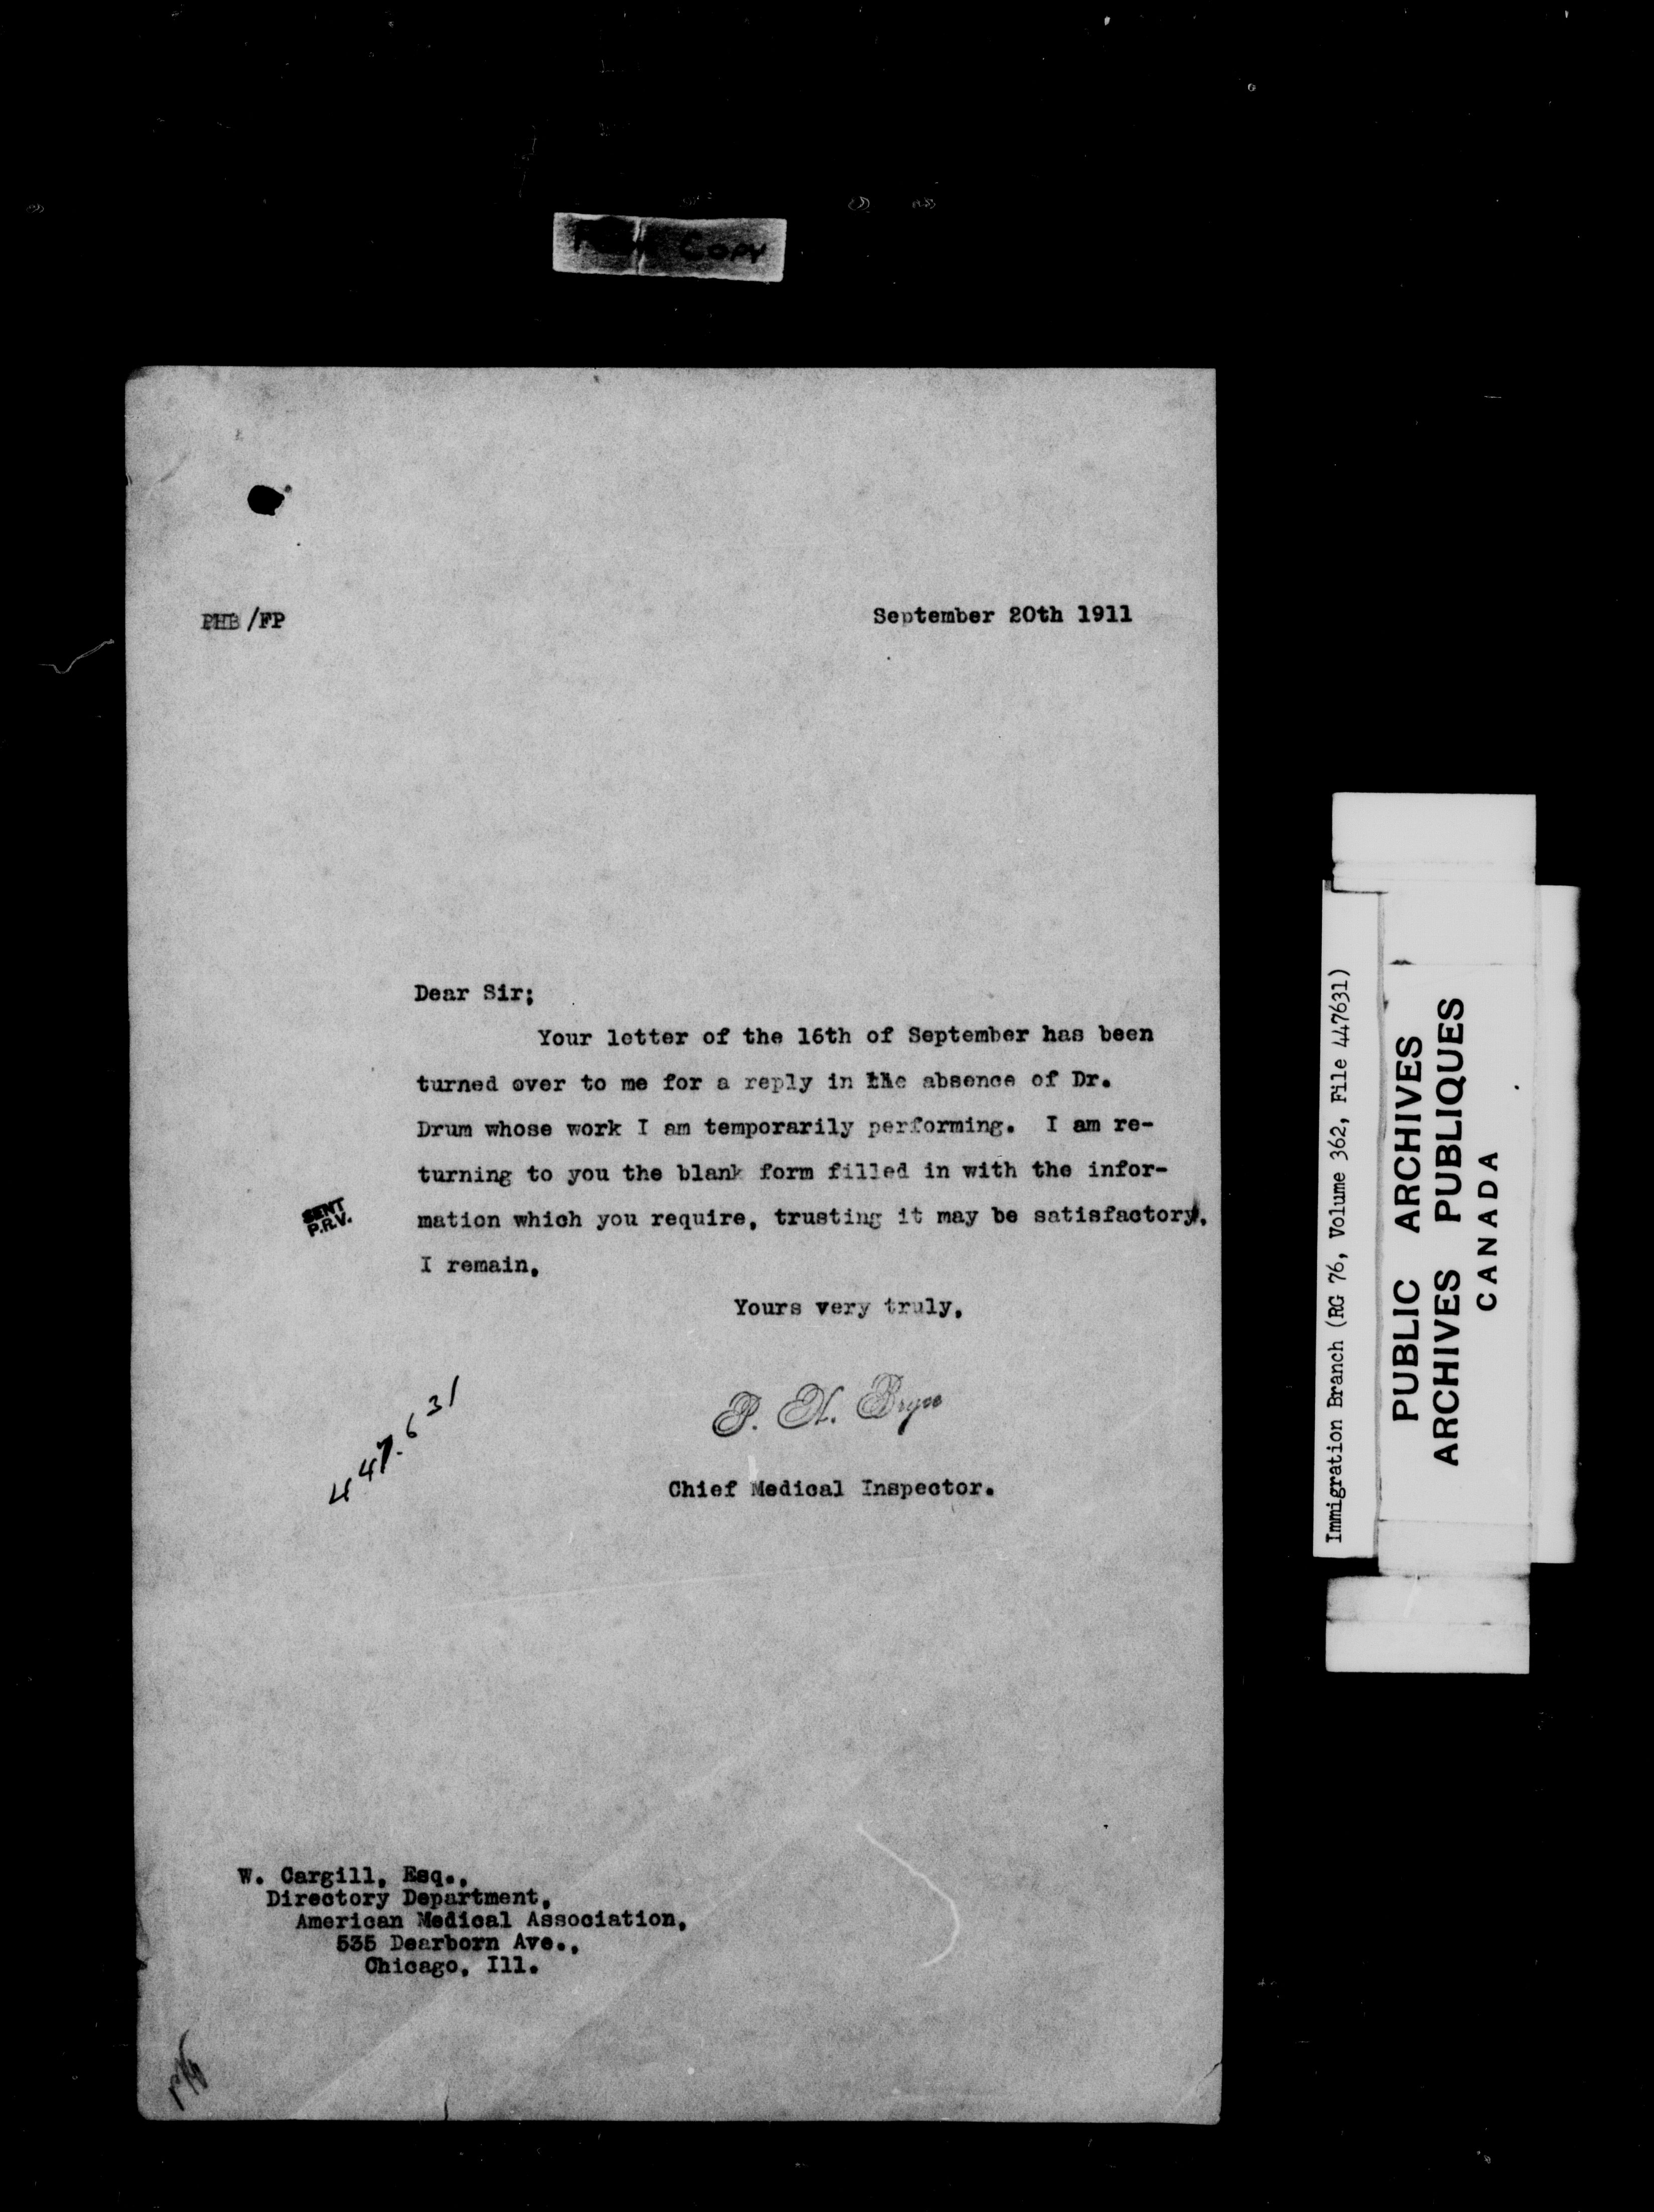 Copy
PHB/FP
September 20th 1911
Dear Sir;
Your letter of the 16th of September has been
turned over to me for a reply in the absence of Dr.
Drum whose work I am temporarily performing. I am re-
turning to you the blank form filled in with the infor-
mation which you require, trusting it may be satisfactory,
I remain,
SENT
P.R.V.
Yours very truly,
P. H. Bryce
Chief Medical Inspector.
447.631
W. Cargill, Esq.,
Directory Department,
American Medical Association,
535 Dearborn Ave.,
Chicago, Ill.
Immigration Branch (RG 76, Volume 362, File 447631)
PUBLIC ARCHIVES
ARCHIVES PUBLIQUES
CANADA